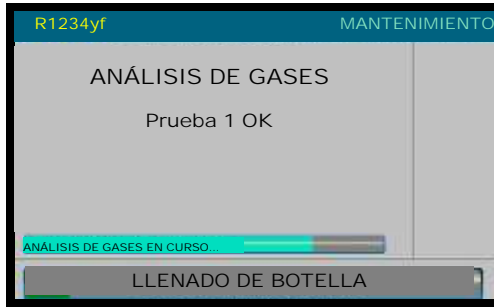 R1234yf MANTENIMIENTO
ANÁLISIS DE GASES
Prueba 1 OK
ANÁLISIS DE GASES EN CURSO...
LLENADO DE BOTELLA